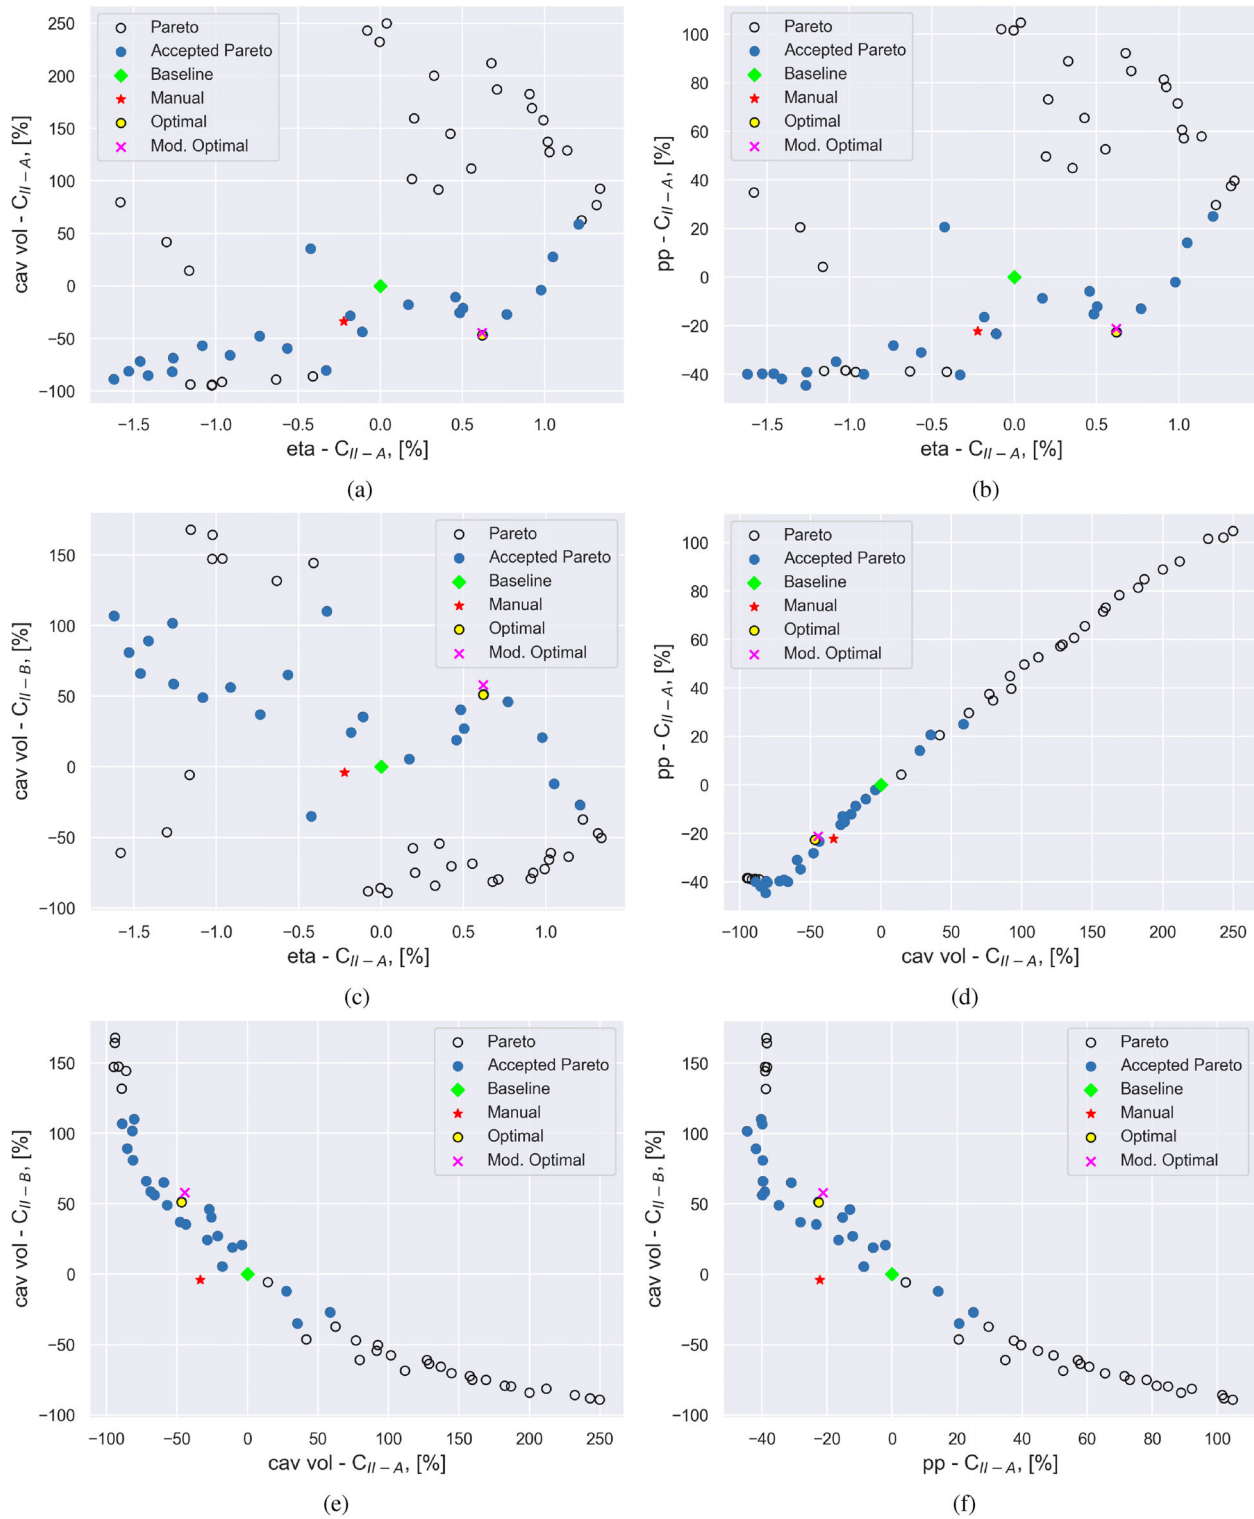 250
200
150
100
50
0
−50
−100
cav vol - C_{II−A}, [%]
Pareto
Accepted Pareto
Baseline
Manual
Optimal
Mod. Optimal
−1.5 −1.0 −0.5 0.0 0.5 1.0
eta - C_{II−A}, [%]
(a)
100
80
60
40
20
0
−20
−40
pp - C_{II−A}, [%]
Pareto
Accepted Pareto
Baseline
Manual
Optimal
Mod. Optimal
−1.5 −1.0 −0.5 0.0 0.5 1.0
eta - C_{II−A}, [%]
(b)
150
100
50
0
−50
−100
cav vol - C_{II−B}, [%]
Pareto
Accepted Pareto
Baseline
Manual
Optimal
Mod. Optimal
−1.5 −1.0 −0.5 0.0 0.5 1.0
eta - C_{II−A}, [%]
(c)
100
80
60
40
20
0
−20
−40
pp - C_{II−A}, [%]
Pareto
Accepted Pareto
Baseline
Manual
Optimal
Mod. Optimal
−100 −50 0 50 100 150 200 250
cav vol - C_{II−A}, [%]
(d)
150
100
50
0
−50
−100
cav vol - C_{II−B}, [%]
Pareto
Accepted Pareto
Baseline
Manual
Optimal
Mod. Optimal
−100 −50 0 50 100 150 200 250
cav vol - C_{II−A}, [%]
(e)
150
100
50
0
−50
−100
cav vol - C_{II−B}, [%]
Pareto
Accepted Pareto
Baseline
Manual
Optimal
Mod. Optimal
−40 −20 0 20 40 60 80 100
pp - C_{II−A}, [%]
(f)